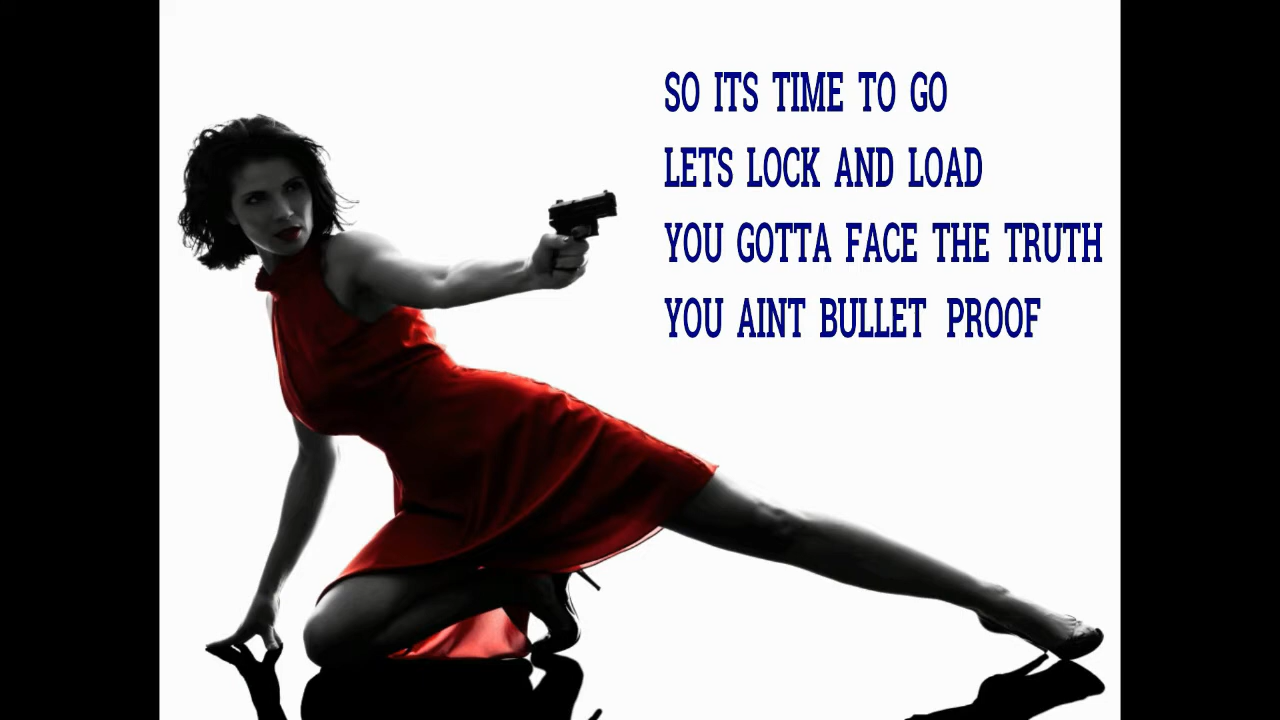 SO ITS TIME TO GO
LETS LOCK AND LOAD
YOU GOTTA FACE THE TRUTH
YOU AINT BULLET PROOF